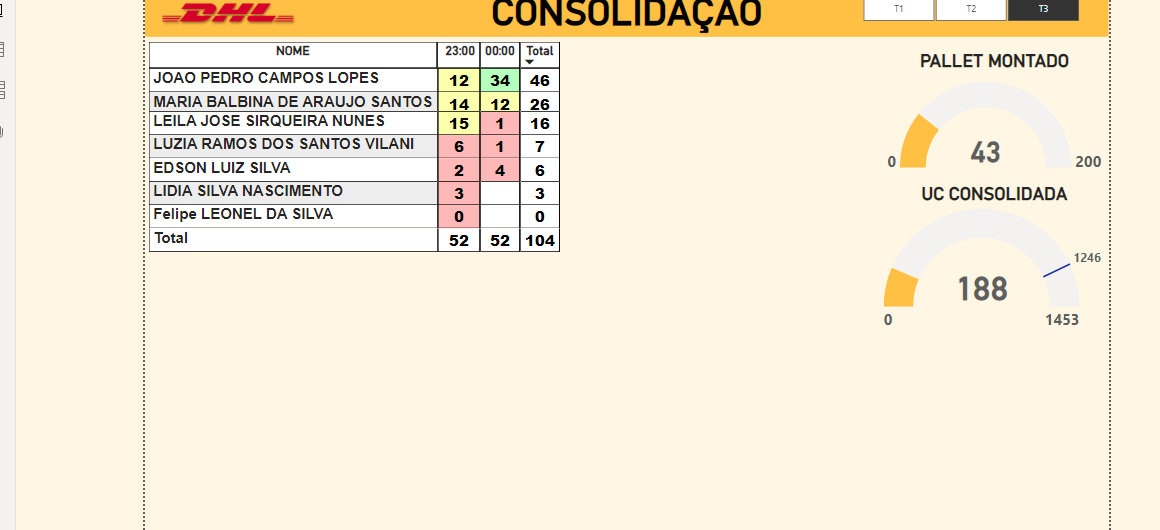 DHL
CONSOLIDAÇÃO
T1 T2 T3
NOME 23:00 00:00 Total
JOAO PEDRO CAMPOS LOPES 12 34 46
MARIA BALBINA DE ARAUJO SANTOS 14 12 26
LEILA JOSE SIRQUEIRA NUNES 15 1 16
LUZIA RAMOS DOS SANTOS VILANI 6 1 7
EDSON LUIZ SILVA 2 4 6
LIDIA SILVA NASCIMENTO 3 3
Felipe LEONEL DA SILVA 0 0
Total 52 52 104
PALLET MONTADO
43
0 200
UC CONSOLIDADA
1246
188
0 1453